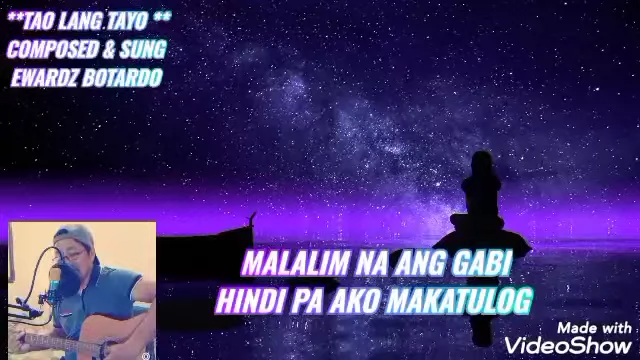 **TAO LANG TAYO **
COMPOSED & SUNG
EWARDZ BOTARDO
MALALIM NA ANG GABI
HINDI PA AKO MAKATULOG
Made with
VideoShow